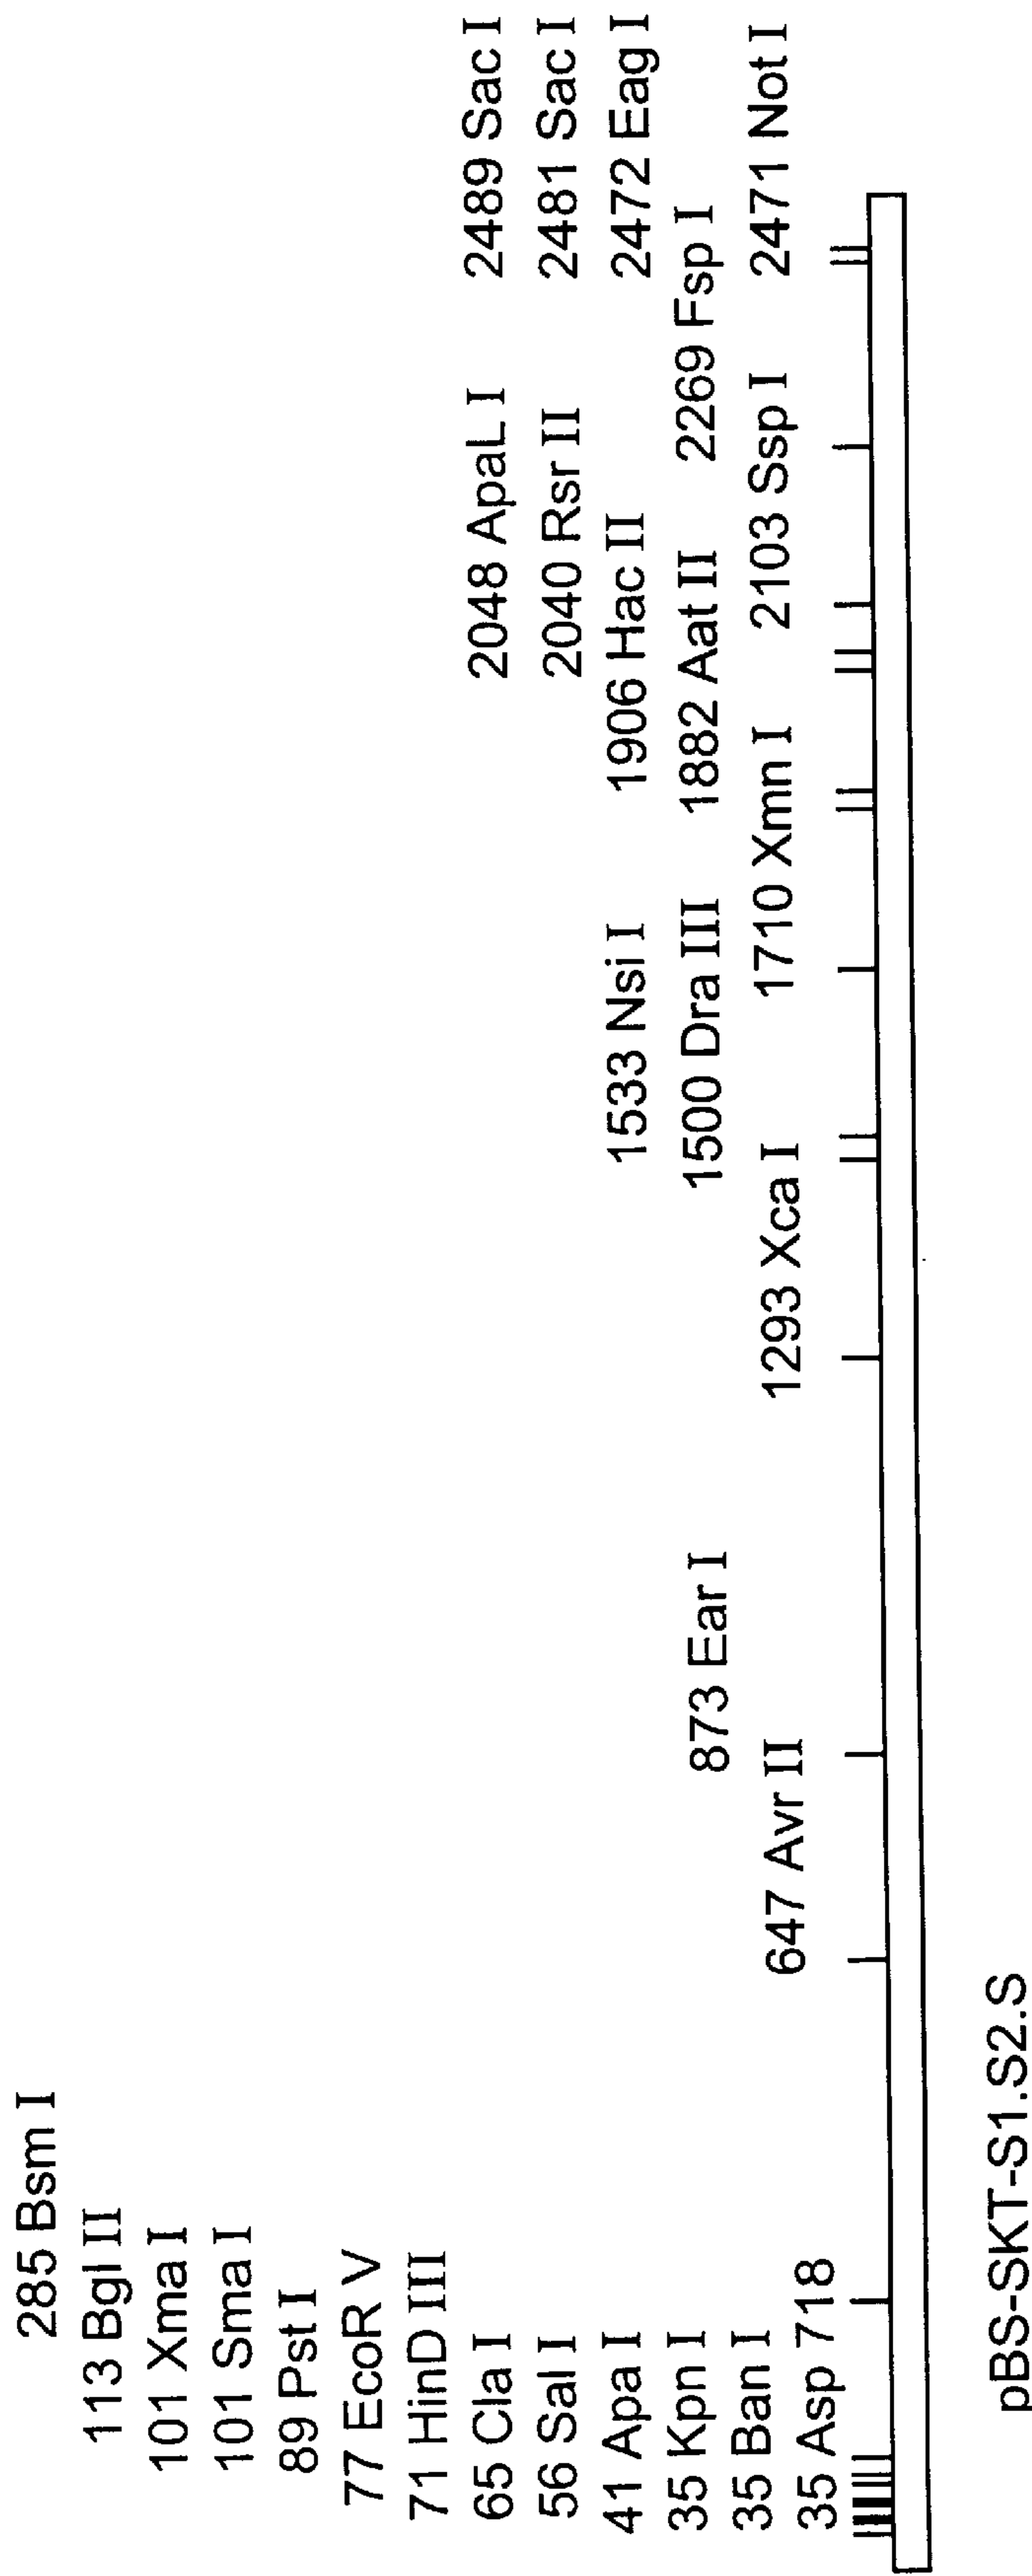 285 Bsm I
113 Bgl II
101 Xma I
101 Sma I
89 Pst I
77 EcoR V
71 HinD III
65 Cla I
56 Sal I
41 Apa I
35 Kpn I
35 Ban I
35 Asp 718
647 Avr II
873 Ear I
1293 Xca I
1533 Nsi I
1500 Dra III
1710 Xmn I
1906 Hac II
1882 Aat II
2048 ApaL I
2040 Rsr II
2103 Ssp I
2269 Fsp I
2489 Sac I
2481 Sac I
2472 Eag I
2471 Not I
pBS-SKT-S1.S2.S